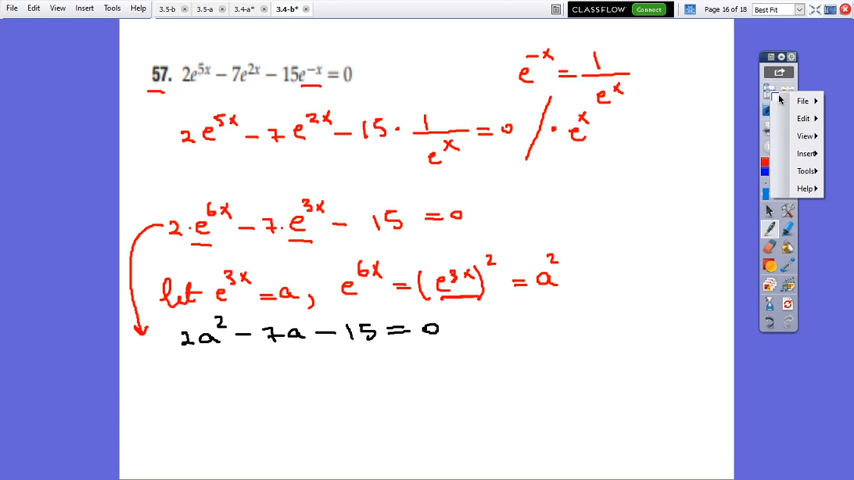 File Edit View Insert Tools Help 3.5-b 3.5-a 3.4-a* 3.4-b* CLASSFLOW Connect Page 16 of 18 Best Fit
57. 2e^{5x} − 7e^{2x} − 15e^{−x} = 0
e^{-x} = 1/e^x
2e^{5x} − 7e^{2x} − 15 · 1/e^x = 0 / · e^x
2·e^{6x} − 7·e^{3x} − 15 = 0
let e^{3x} = a, e^{6x} = (e^{3x})^2 = a^2
2a^2 − 7a − 15 = 0
File
Edit
View
Insert
Tools
Help